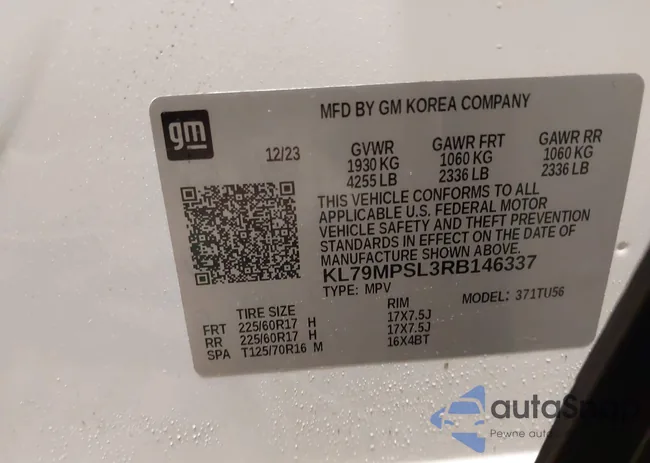 MFD BY GM KOREA COMPANY
gm
12/23
GVWR GAWR FRT GAWR RR
1930 KG 1060 KG 1060 KG
4255 LB 2336 LB 2336 LB
THIS VEHICLE CONFORMS TO ALL
APPLICABLE U.S. FEDERAL MOTOR
VEHICLE SAFETY AND THEFT PREVENTION
STANDARDS IN EFFECT ON THE DATE OF
MANUFACTURE SHOWN ABOVE.
KL79MPSL3RB146337
TYPE: MPV MODEL: 371TU56
TIRE SIZE RIM
FRT 225/60R17 H 17X7.5J
RR 225/60R17 H 17X7.5J
SPA T125/70R16 M 16X4BT
Pewne auto